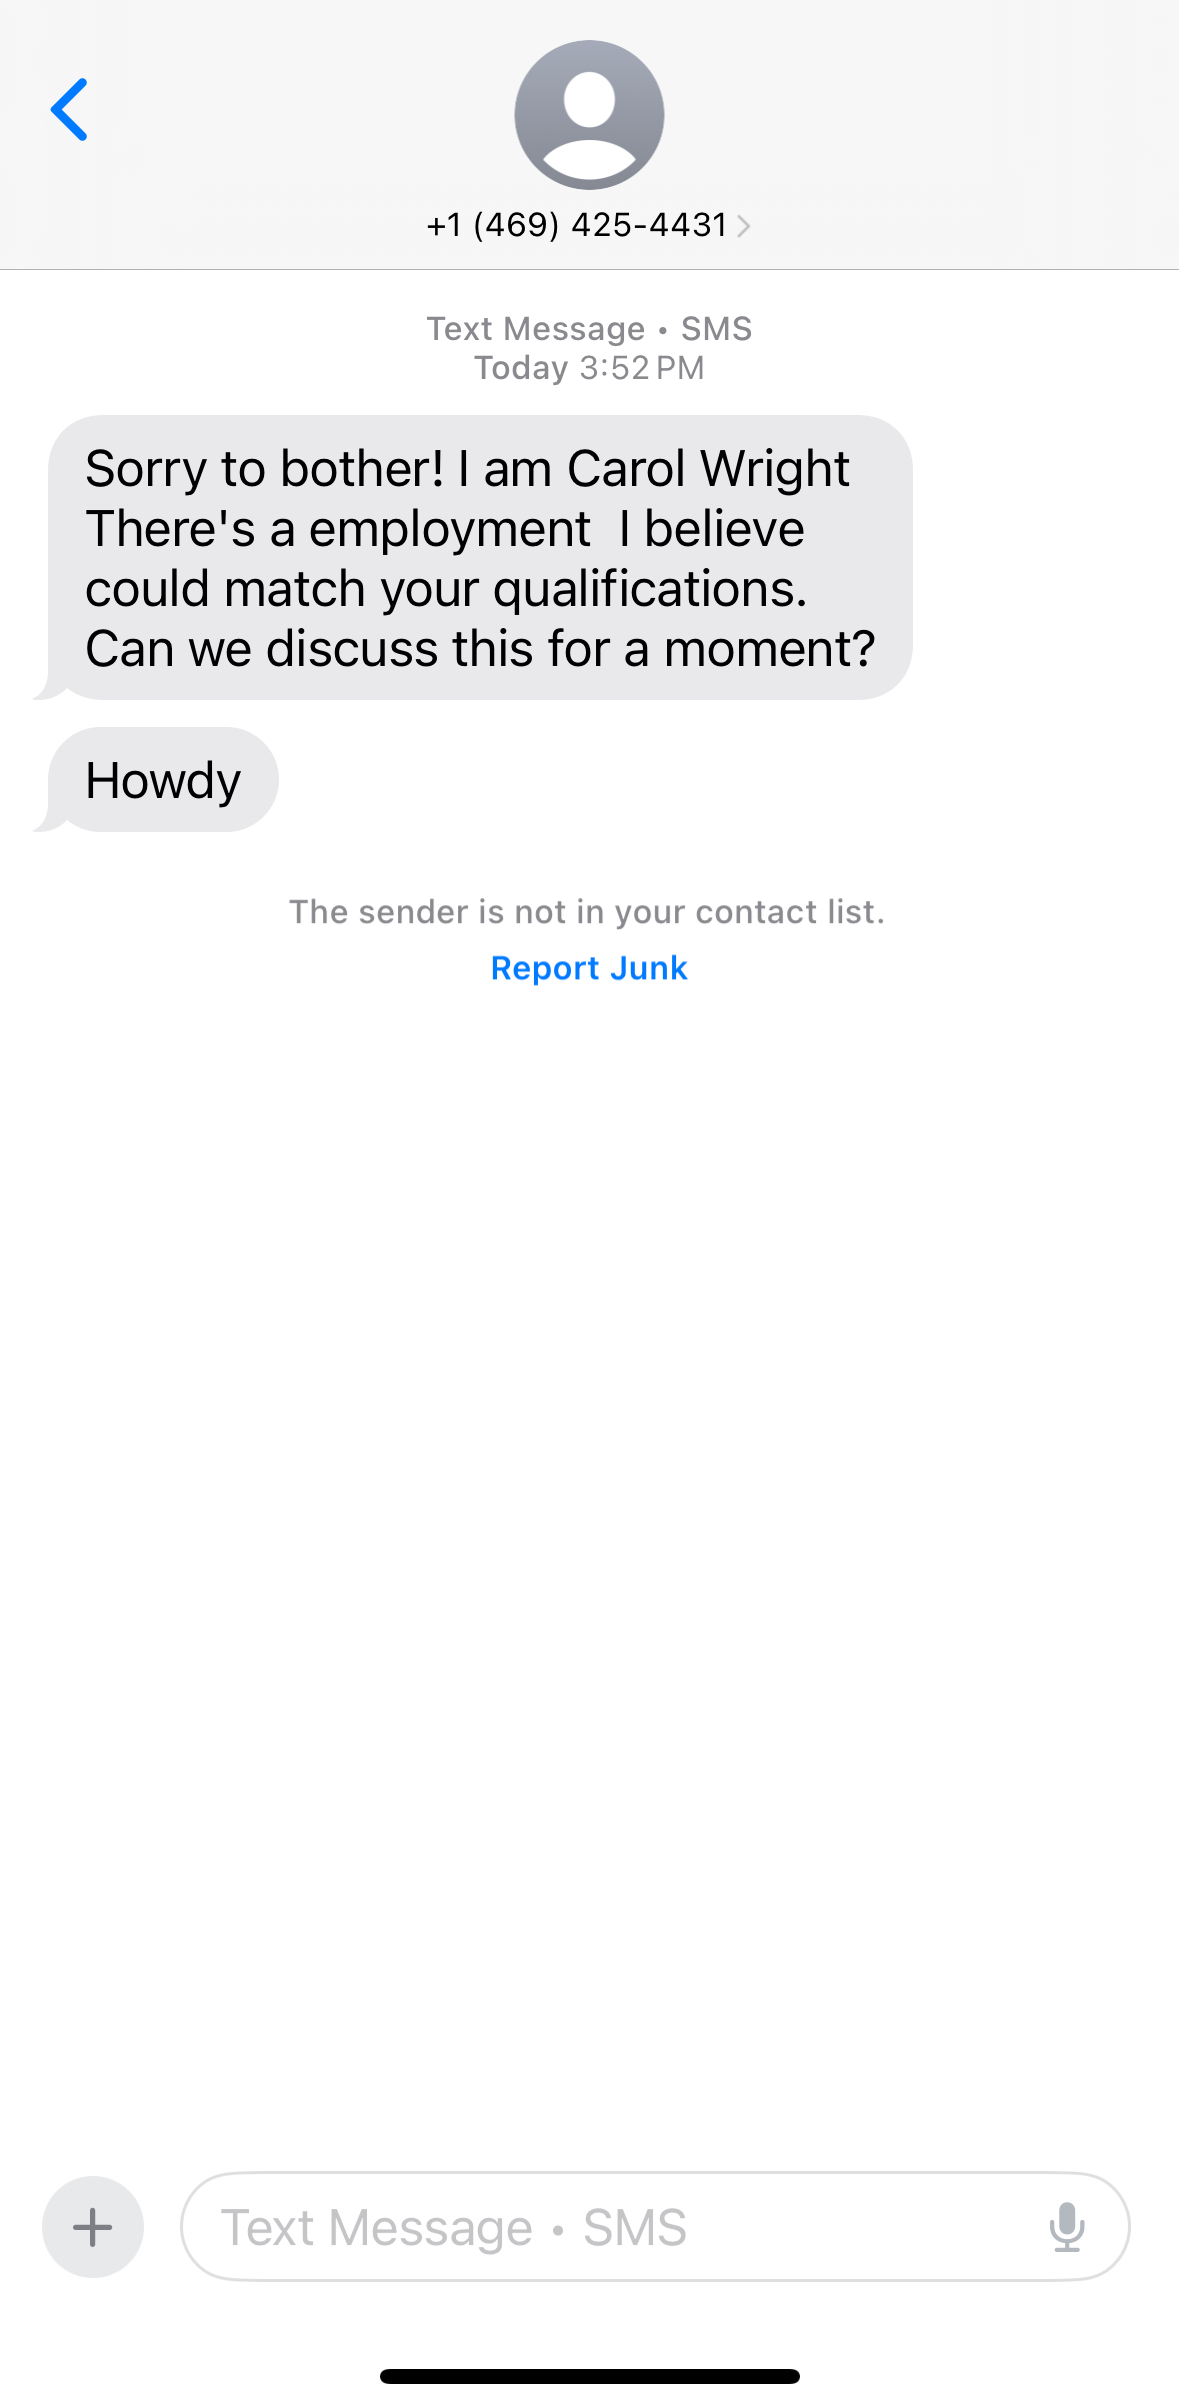 +1 (469) 425-4431
Text Message • SMS
Today 3:52 PM
Sorry to bother! I am Carol Wright
There's a employment  I believe
could match your qualifications.
Can we discuss this for a moment?
Howdy
The sender is not in your contact list.
Report Junk
Text Message • SMS